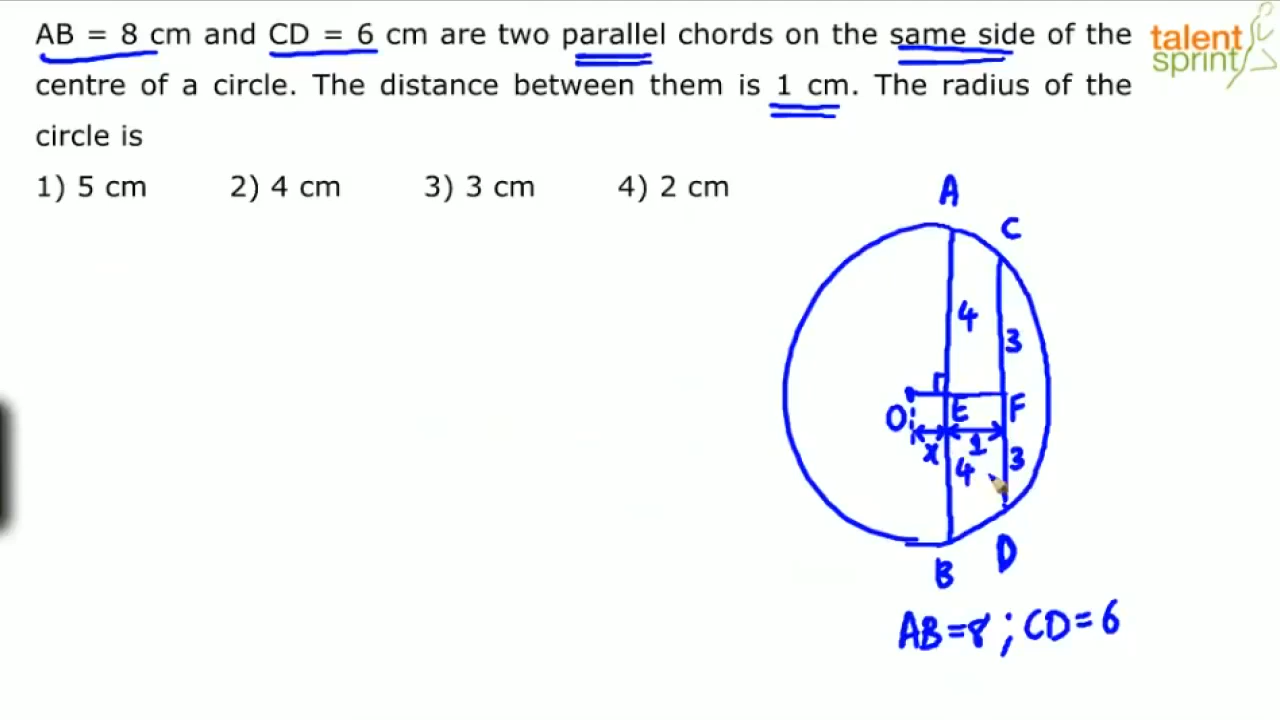 AB = 8 cm and CD = 6 cm are two parallel chords on the same side of the
centre of a circle. The distance between them is 1 cm. The radius of the
circle is
1) 5 cm 2) 4 cm 3) 3 cm 4) 2 cm
talent
sprint
A
C
4
3
O
E
F
x
1
4
3
B
D
AB=8 ; CD=6